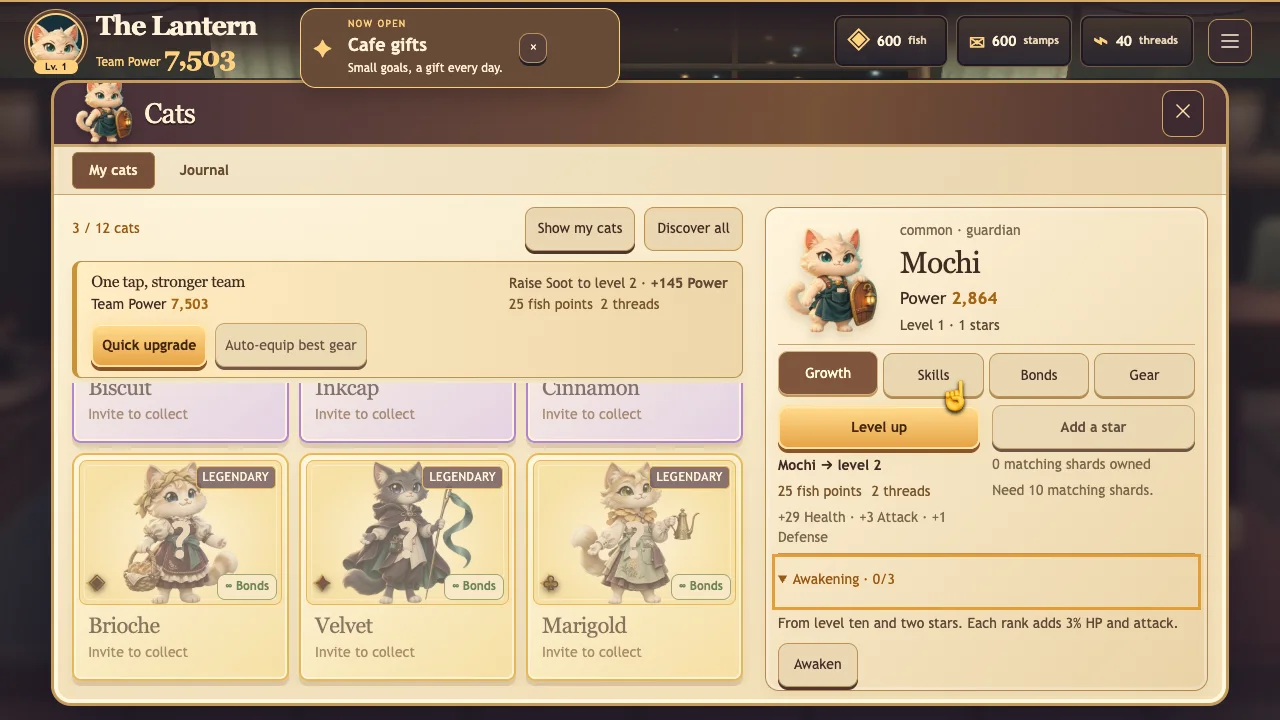 The Lantern
Team Power 7,503
Lv. 1
NOW OPEN
Cafe gifts
Small goals, a gift every day.
×
600 fish
600 stamps
40 threads
Cats
My cats
Journal
3 / 12 cats
Show my cats
Discover all
One tap, stronger team
Team Power 7,503
Raise Soot to level 2 · +145 Power
25 fish points 2 threads
Quick upgrade
Auto-equip best gear
Biscuit
Invite to collect
Inkcap
Invite to collect
Cinnamon
Invite to collect
LEGENDARY
∞ Bonds
Brioche
Invite to collect
LEGENDARY
∞ Bonds
Velvet
Invite to collect
LEGENDARY
∞ Bonds
Marigold
Invite to collect
common · guardian
Mochi
Power 2,864
Level 1 · 1 stars
Growth
Skills
Bonds
Gear
Level up
Add a star
Mochi → level 2
25 fish points 2 threads
+29 Health · +3 Attack · +1
Defense
0 matching shards owned
Need 10 matching shards.
▼ Awakening · 0/3
From level ten and two stars. Each rank adds 3% HP and attack.
Awaken